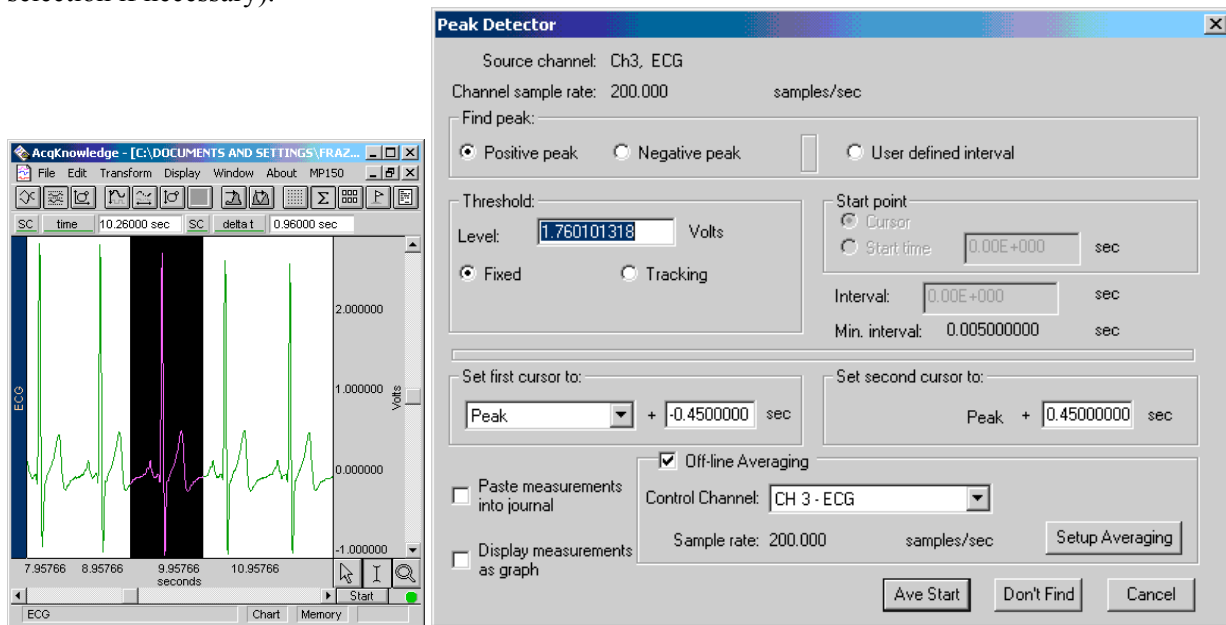 selection if necessary).
AcqKnowledge - [C:\DOCUMENTS AND SETTINGS\FRAZ...
File Edit Transform Display Window About MP150
SC time 10.26000 sec SC delta t 0.96000 sec
ECG
2.000000
1.000000
0.000000
-1.000000
Volts
7.95766 8.95766 9.95766 10.95766
seconds
Start
ECG Chart Memory
Peak Detector
Source channel: Ch3, ECG
Channel sample rate: 200.000 samples/sec
Find peak:
Positive peak Negative peak User defined interval
Threshold:
Level: 1.760101318 Volts
Fixed Tracking
Start point
Cursor
Start time 0.00E+000 sec
Interval: 0.00E+000 sec
Min. interval: 0.005000000 sec
Set first cursor to:
Peak + -0.4500000 sec
Set second cursor to:
Peak + 0.45000000 sec
Paste measurements
into journal
Display measurements
as graph
Off-line Averaging
Control Channel: CH 3 - ECG
Sample rate: 200.000 samples/sec Setup Averaging
Ave Start Don't Find Cancel